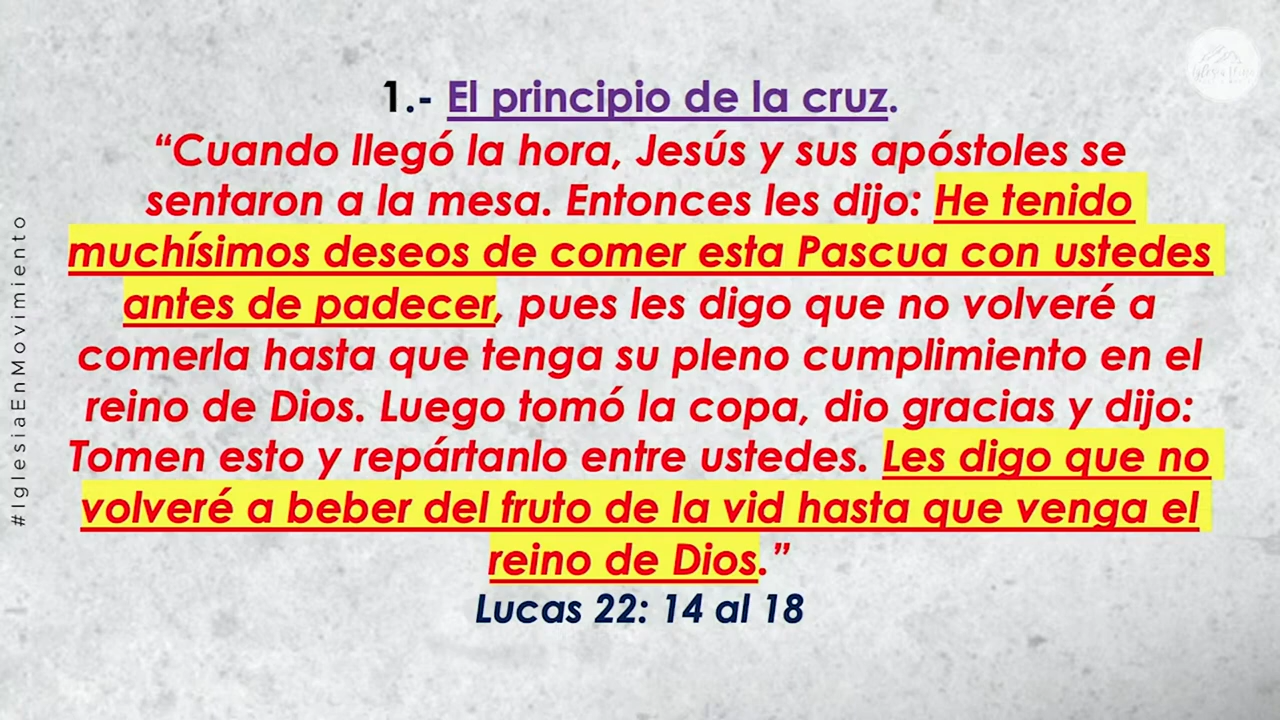 1.- El principio de la cruz.
“Cuando llegó la hora, Jesús y sus apóstoles se
sentaron a la mesa. Entonces les dijo: He tenido
muchísimos deseos de comer esta Pascua con ustedes
antes de padecer, pues les digo que no volveré a
comerla hasta que tenga su pleno cumplimiento en el
reino de Dios. Luego tomó la copa, dio gracias y dijo:
Tomen esto y repártanlo entre ustedes. Les digo que no
volveré a beber del fruto de la vid hasta que venga el
reino de Dios.”
Lucas 22: 14 al 18
#IglesiaEnMovimiento